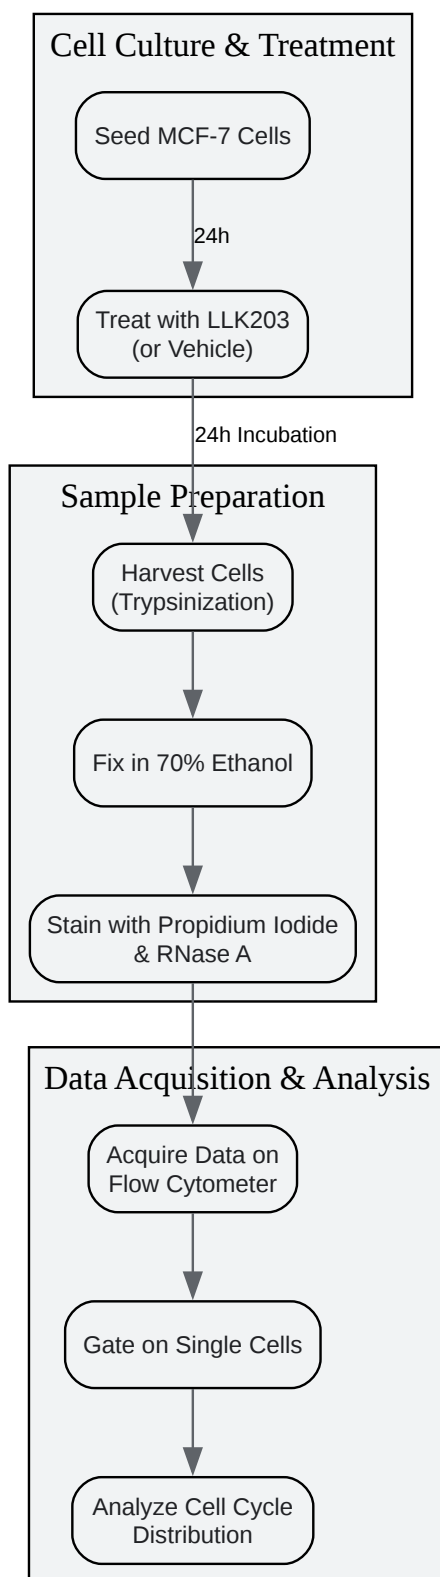 Cell Culture & Treatment
Seed MCF-7 Cells
24h
Treat with LLK203
(or Vehicle)
24h Incubation
Sample Preparation
Harvest Cells
(Trypsinization)
Fix in 70% Ethanol
Stain with Propidium Iodide
& RNase A
Data Acquisition & Analysis
Acquire Data on
Flow Cytometer
Gate on Single Cells
Analyze Cell Cycle
Distribution